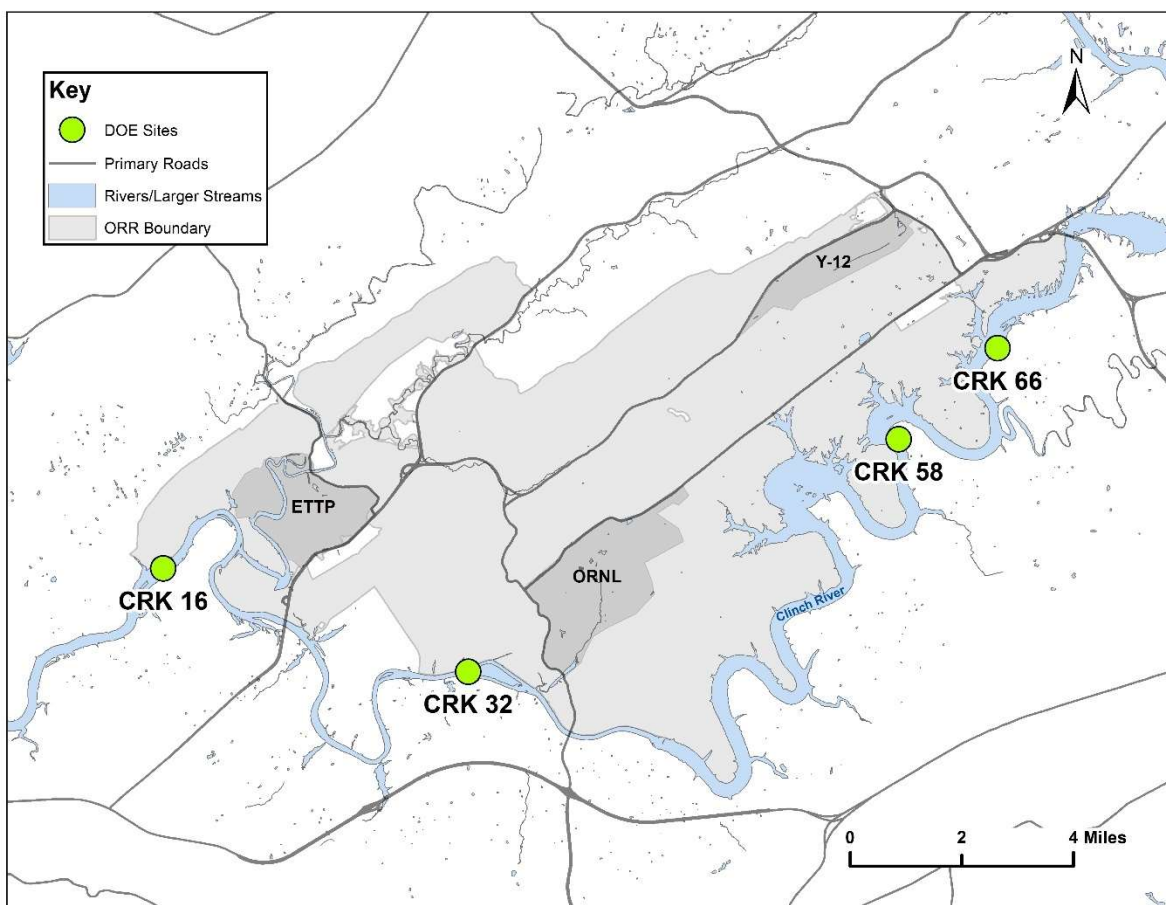 N
Key
DOE Sites
Primary Roads
Rivers/Larger Streams
ORR Boundary
Y-12
CRK 66
CRK 58
ETTP
ORNL
CRK 16
Clinch River
CRK 32
0 2 4 Miles